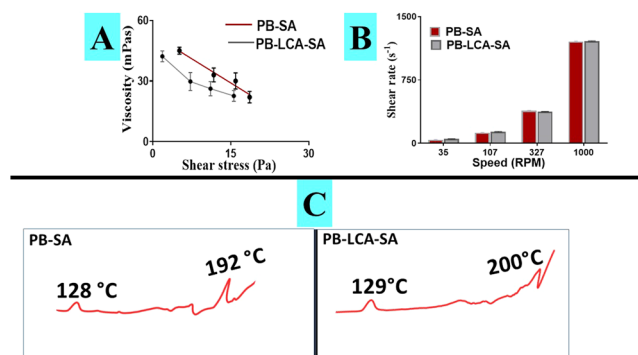 A
Viscosity (mPas)
60
30
0
0 15 30
Shear stress (Pa)
PB-SA
PB-LCA-SA
B
Shear rate (s-1)
1500
750
0
35 107 327 1000
Speed (RPM)
PB-SA
PB-LCA-SA
C
PB-SA
128 °C
192 °C
PB-LCA-SA
129°C
200°C